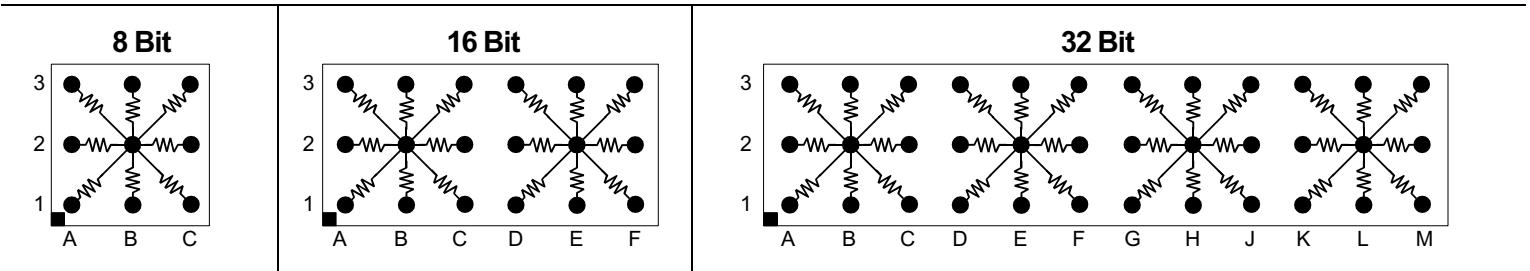 8 Bit 16 Bit 32 Bit
3 3 3
2 2 2
1 1 1
A B C A B C D E F A B C D E F G H J K L M